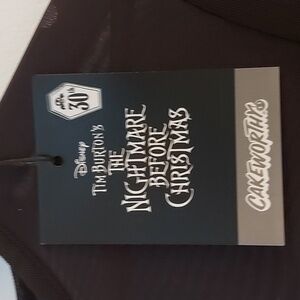 30th
Disney
TIM BURTON'S
THE
NIGHTMARE
BEFORE
CHRISTMAS
CAKEWORTHY